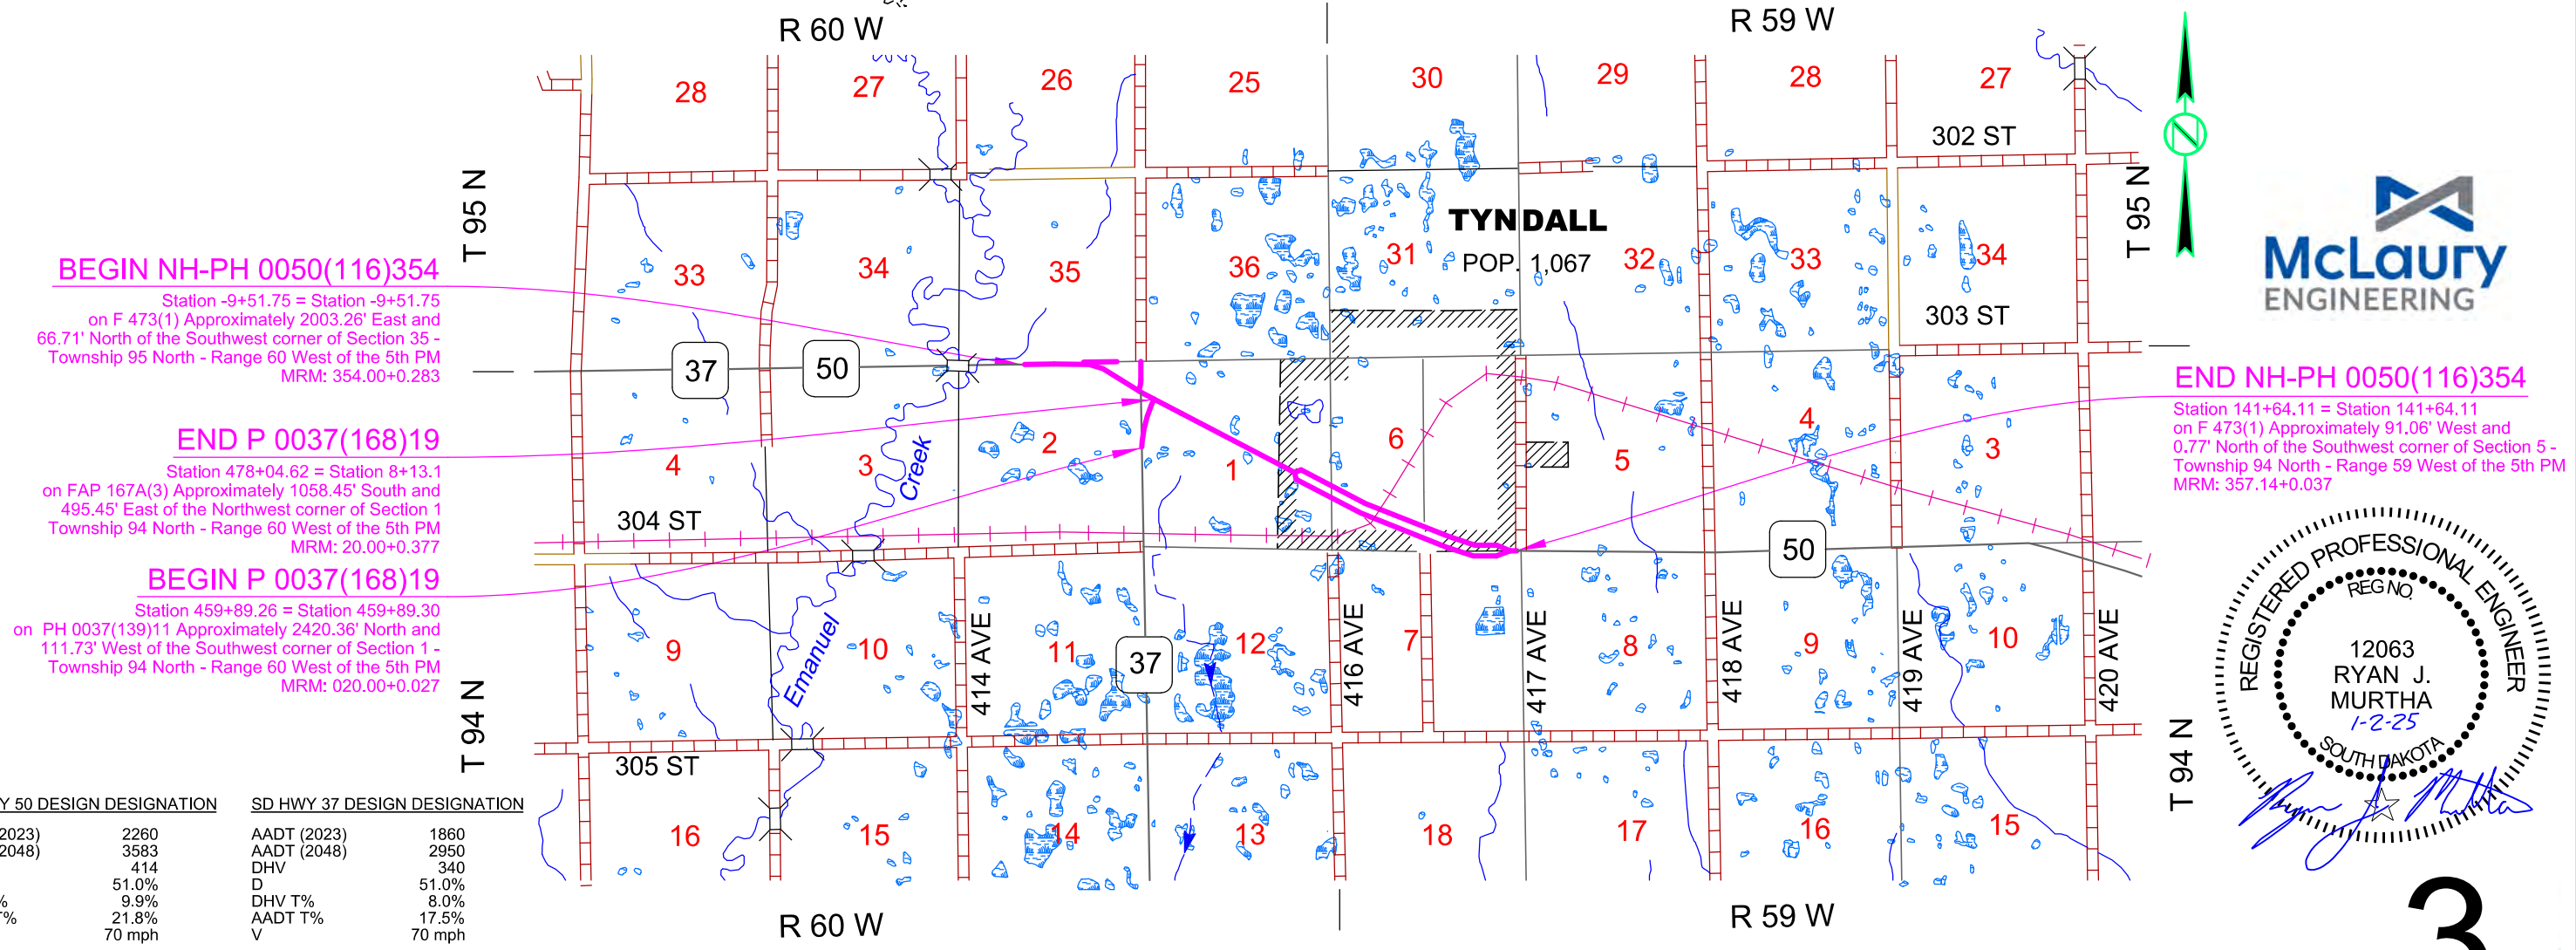 R 60 W
R 59 W
28
27
26
25
30
29
28
27
302 ST
T 95 N
T 95 N
TYNDALL
POP. 1,067
33
34
35
36
31
32
33
34
303 ST
McLaury
ENGINEERING
BEGIN NH-PH 0050(116)354
Station -9+51.75 = Station -9+51.75
on F 473(1) Approximately 2003.26' East and
66.71' North of the Southwest corner of Section 35 -
Township 95 North - Range 60 West of the 5th PM
MRM: 354.00+0.283
37
50
END P 0037(168)19
Station 478+04.62 = Station 8+13.1
on FAP 167A(3) Approximately 1058.45' South and
495.45' East of the Northwest corner of Section 1
Township 94 North - Range 60 West of the 5th PM
MRM: 20.00+0.377
BEGIN P 0037(168)19
Station 459+89.26 = Station 459+89.30
on PH 0037(139)11 Approximately 2420.36' North and
111.73' West of the Southwest corner of Section 1 -
Township 94 North - Range 60 West of the 5th PM
MRM: 020.00+0.027
END NH-PH 0050(116)354
Station 141+64.11 = Station 141+64.11
on F 473(1) Approximately 91.06' West and
0.77' North of the Southwest corner of Section 5 -
Township 94 North - Range 59 West of the 5th PM
MRM: 357.14+0.037
4
3
2
1
6
5
4
3
Creek
304 ST
50
9
10
11
12
7
8
9
10
Emanuel
414 AVE
37
416 AVE
417 AVE
418 AVE
419 AVE
420 AVE
T 94 N
T 94 N
305 ST
16
15
14
13
18
17
16
15
REGISTERED PROFESSIONAL ENGINEER
REG NO.
12063
RYAN J.
MURTHA
1-2-25
SOUTH DAKOTA
Y 50 DESIGN DESIGNATION
2023) 2260
2048) 3583
414
51.0%
% 9.9%
T% 21.8%
70 mph
SD HWY 37 DESIGN DESIGNATION
AADT (2023) 1860
AADT (2048) 2950
DHV 340
D 51.0%
DHV T% 8.0%
AADT T% 17.5%
V 70 mph
R 60 W
R 59 W